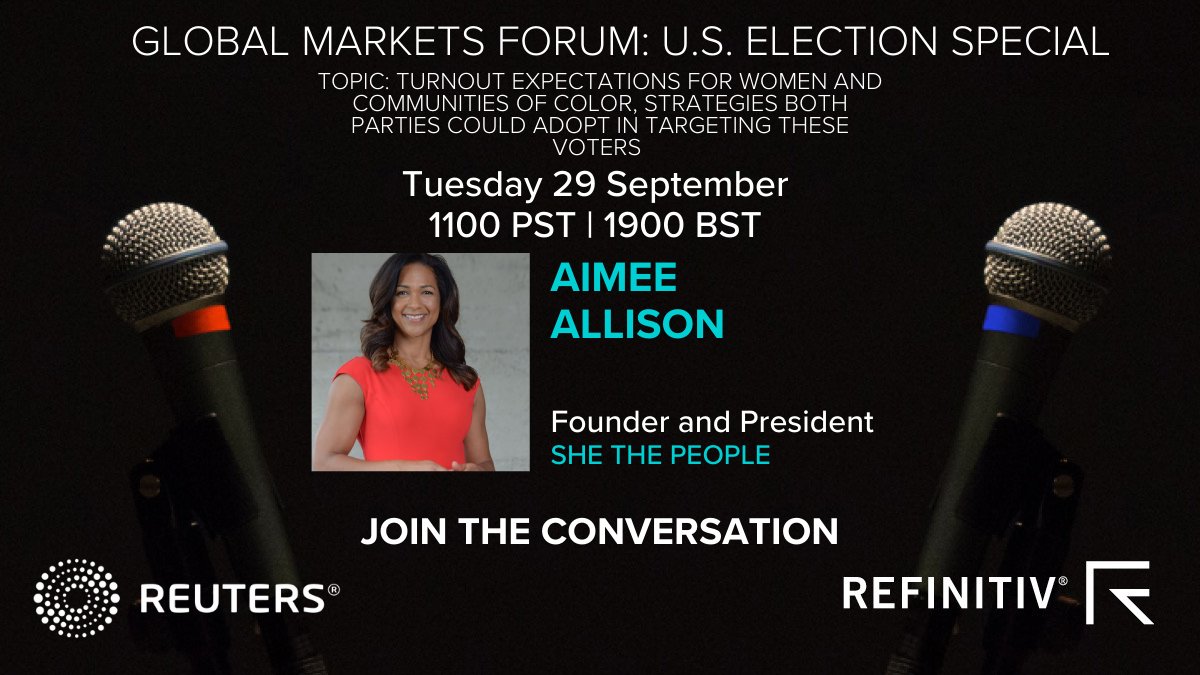 GLOBAL MARKETS FORUM: U.S. ELECTION SPECIAL
TOPIC: TURNOUT EXPECTATIONS FOR WOMEN AND
COMMUNITIES OF COLOR, STRATEGIES BOTH
PARTIES COULD ADOPT IN TARGETING THESE
VOTERS
Tuesday 29 September
1100 PST | 1900 BST
AIMEE
ALLISON
Founder and President
SHE THE PEOPLE
JOIN THE CONVERSATION
REUTERS®
REFINITIV®